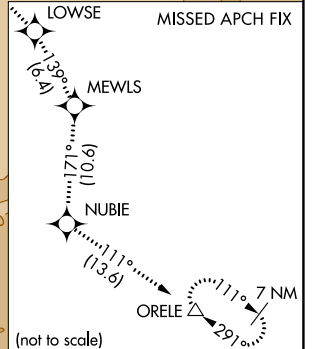 LOWSE
MISSED APCH FIX
139°
(6.4)
MEWLS
171°
(10.6)
NUBIE
111°
(13.6)
ORELE
111°
7 NM
291°
(not to scale)